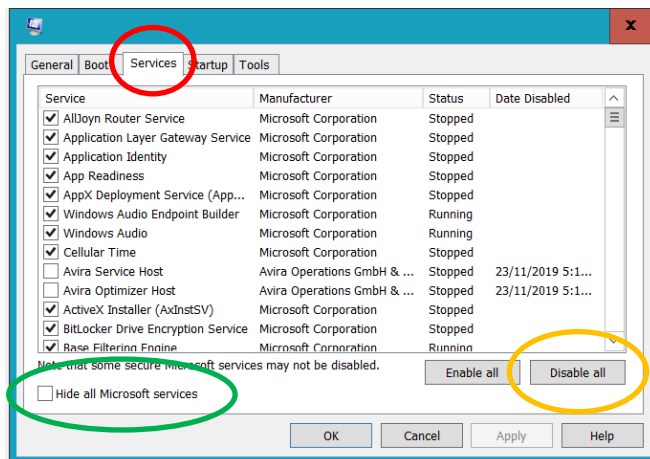 General Boot Services Startup Tools
Service Manufacturer Status Date Disabled
AllJoyn Router Service Microsoft Corporation Stopped
Application Layer Gateway Service Microsoft Corporation Stopped
Application Identity Microsoft Corporation Stopped
App Readiness Microsoft Corporation Stopped
AppX Deployment Service (App... Microsoft Corporation Stopped
Windows Audio Endpoint Builder Microsoft Corporation Running
Windows Audio Microsoft Corporation Running
Cellular Time Microsoft Corporation Stopped
Avira Service Host Avira Operations GmbH & ... Stopped 23/11/2019 5:1...
Avira Optimizer Host Avira Operations GmbH & ... Stopped 23/11/2019 5:1...
ActiveX Installer (AxInstSV) Microsoft Corporation Stopped
BitLocker Drive Encryption Service Microsoft Corporation Stopped
Base Filtering Engine Microsoft Corporation Running
Note that some secure Microsoft services may not be disabled.
Enable all Disable all
Hide all Microsoft services
OK Cancel Apply Help